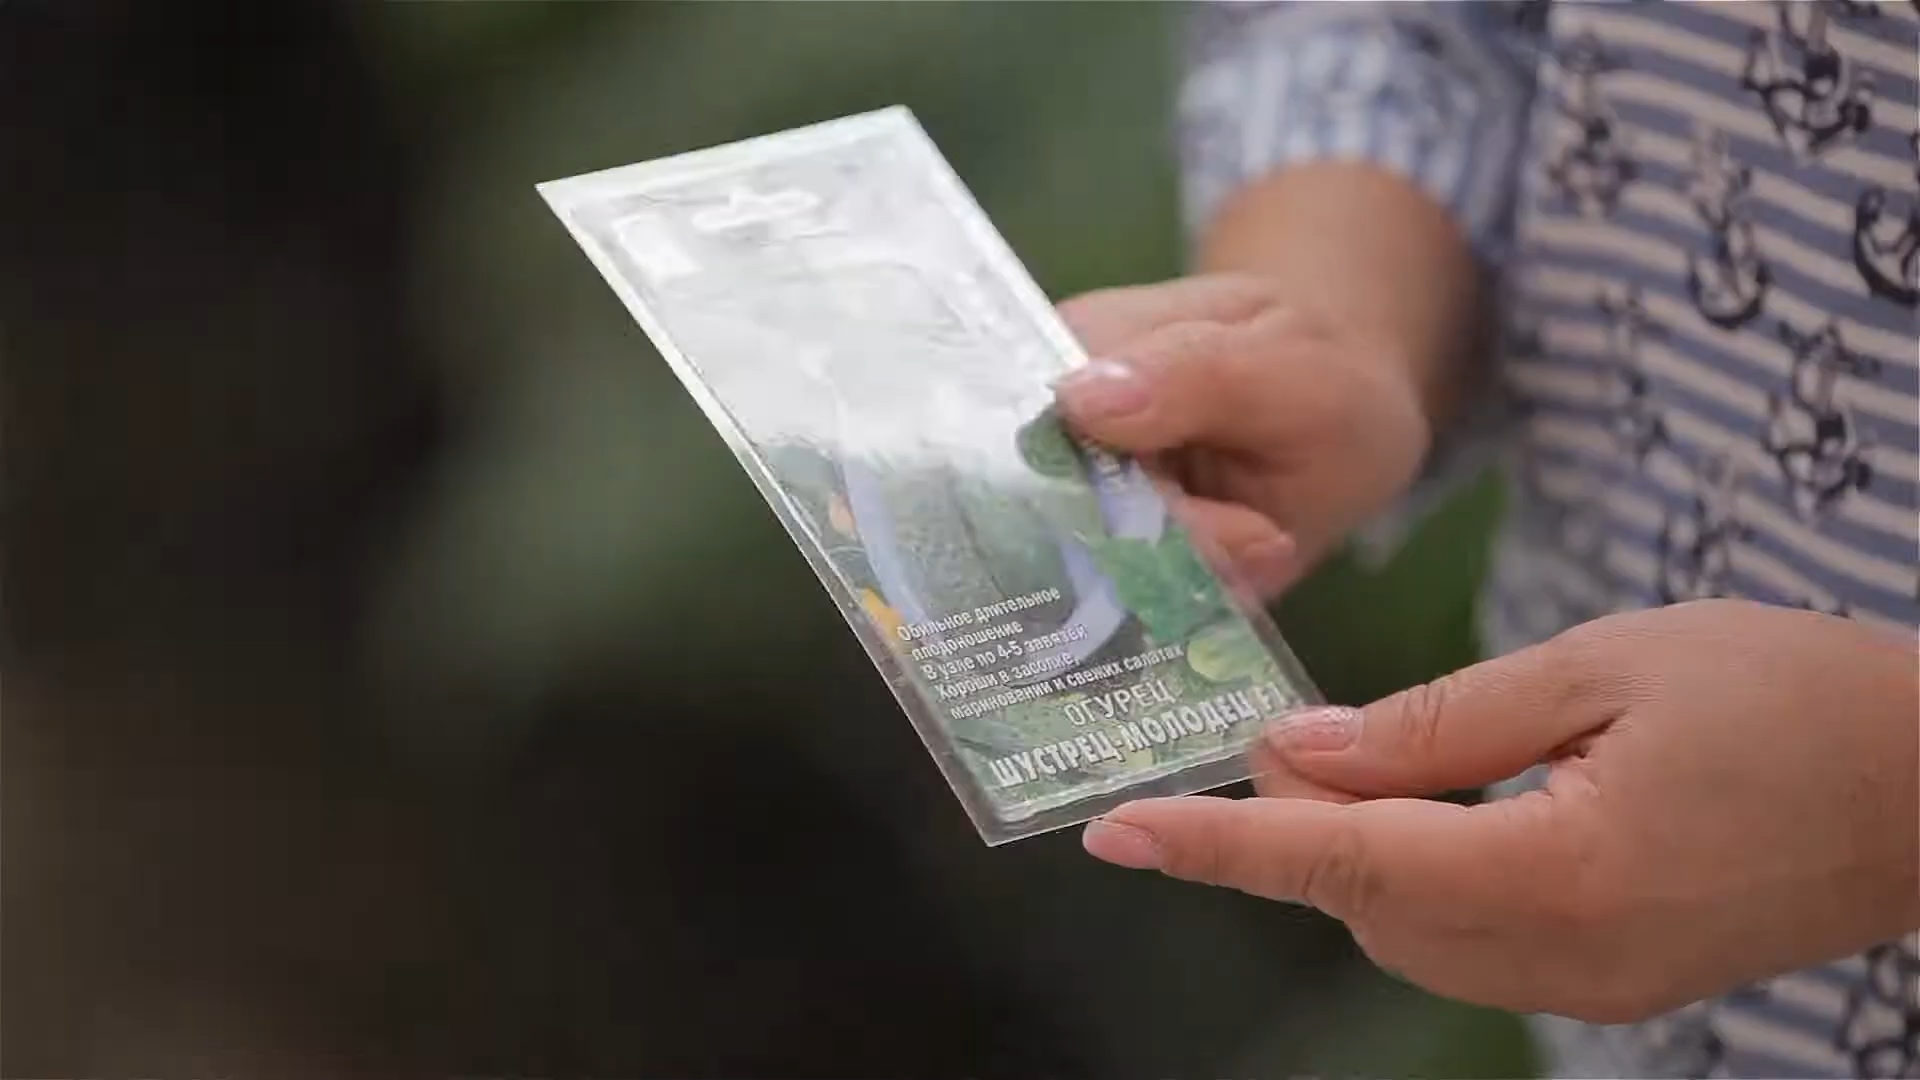 Обильное длительное
плодоношение
В узле по 4-5 завязей
Хороши в засолке,
мариновании и свежих салатах
ОГУРЕЦ
ШУСТРЕЦ-МОЛОДЕЦ F1